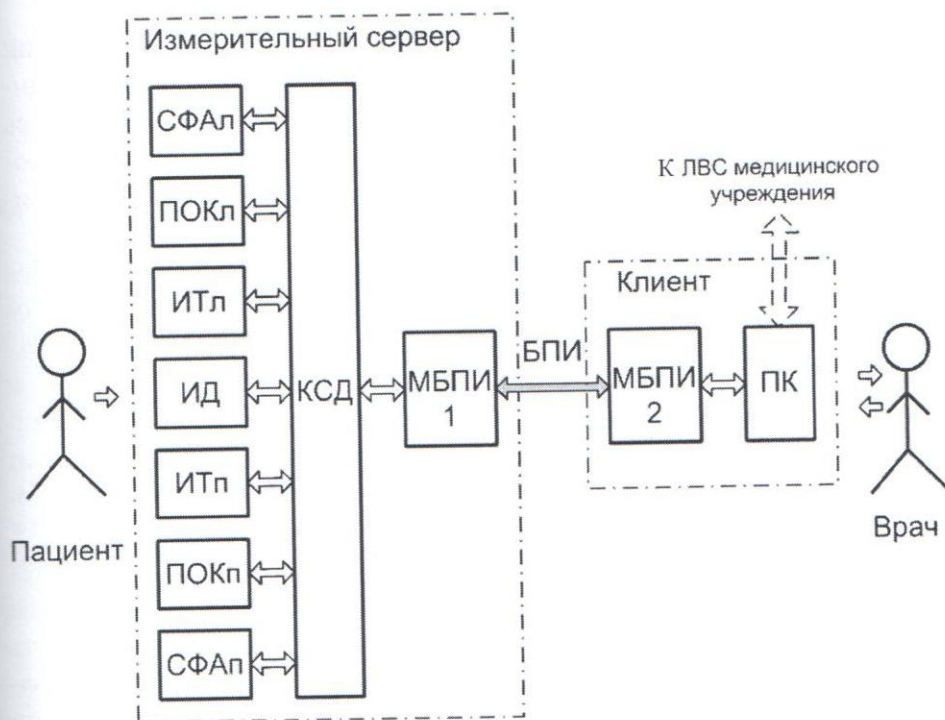 Измерительный сервер
СФАл
ПОКл
ИТл
ИД
ИТп
ПОКп
СФАп
КСД
МБПИ
1
БПИ
К ЛВС медицинского
учреждения
Клиент
МБПИ
2
ПК
Пациент
Врач